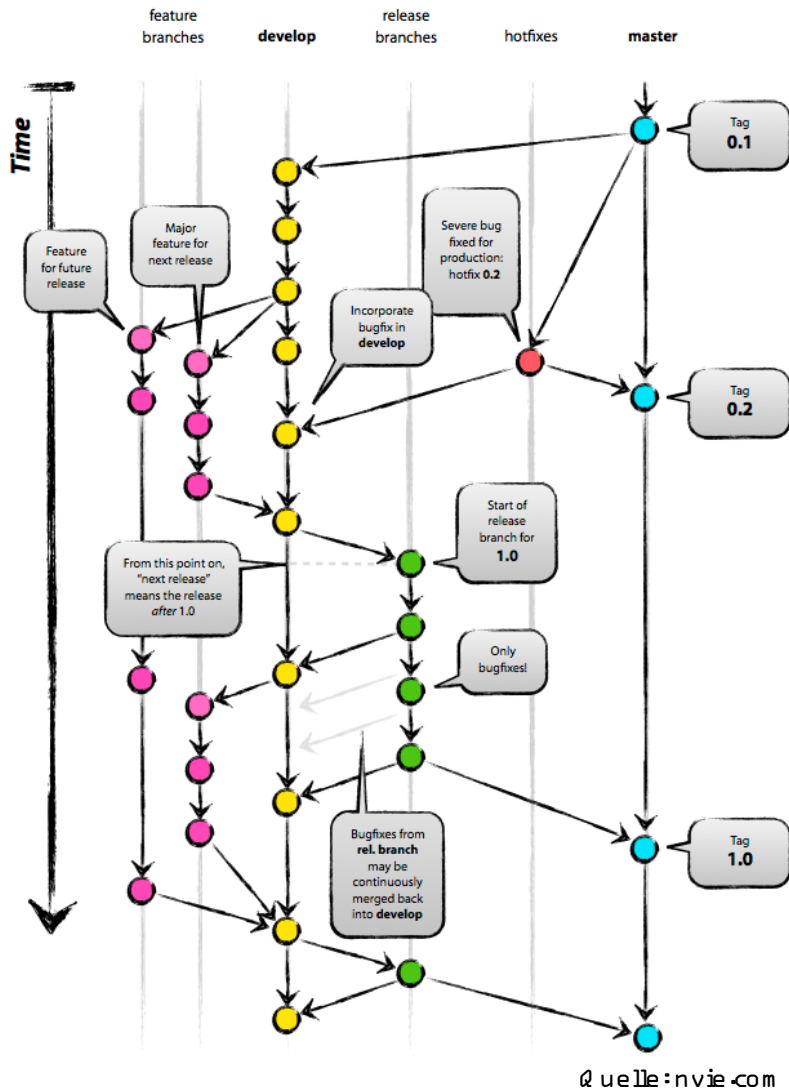 feature
branches
develop
release
branches
hotfixes
master
Time
Tag
0.1
Major
feature for
next release
Severe bug
fixed for
production:
hotfix 0.2
Feature
for future
release
Incorporate
bugfix in
develop
Tag
0.2
Start of
release
branch for
1.0
From this point on,
“next release”
means the release
after 1.0
Only
bugfixes!
Bugfixes from
rel. branch
may be
continuously
merged back
into develop
Tag
1.0
Quelle: nvie.com